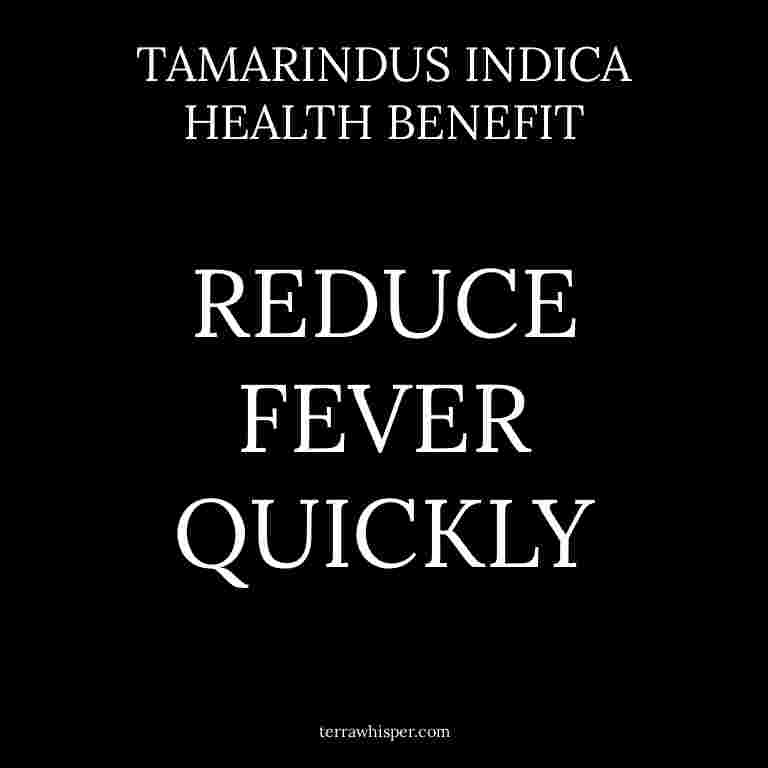 TAMARINDUS INDICA
HEALTH BENEFIT
REDUCE
FEVER
QUICKLY
terrawhisper.com